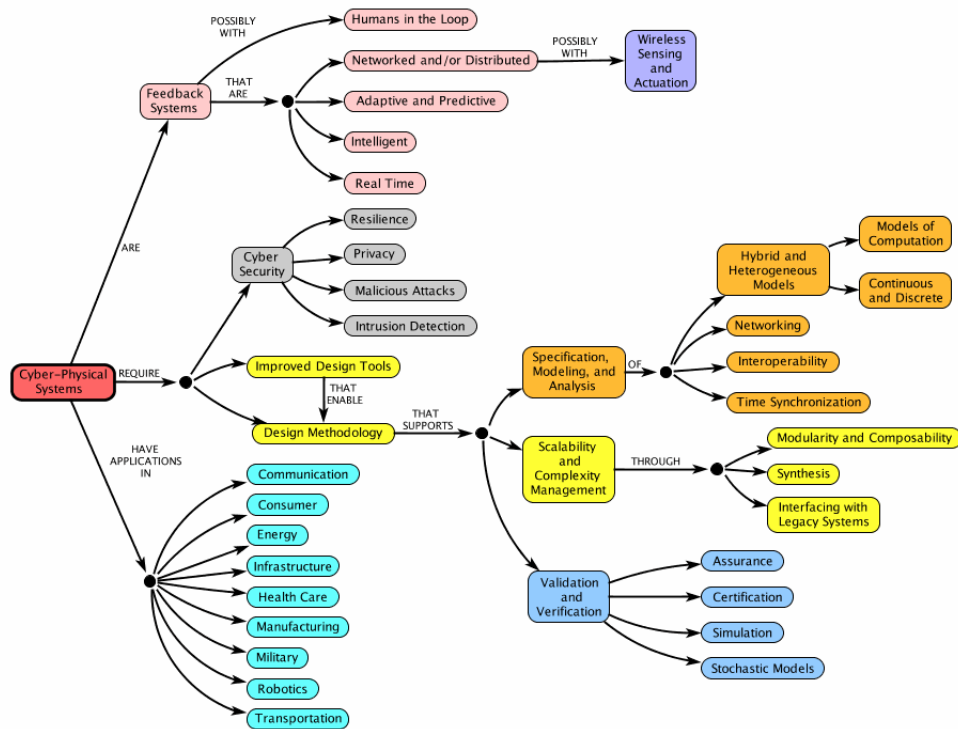 POSSIBLY
WITH
Humans in the Loop
Networked and/or Distributed
POSSIBLY
WITH
Wireless
Sensing
and
Actuation
Feedback
Systems
THAT
ARE
Adaptive and Predictive
Intelligent
Real Time
ARE
Cyber
Security
Resilience
Privacy
Malicious Attacks
Intrusion Detection
Cyber-Physical
Systems
REQUIRE
Improved Design Tools
THAT
ENABLE
Design Methodology
THAT
SUPPORTS
Specification,
Modeling, and
Analysis
OF
Hybrid and
Heterogeneous
Models
Models of
Computation
Continuous
and Discrete
Networking
Interoperability
Time Synchronization
Scalability
and
Complexity
Management
THROUGH
Modularity and Composability
Synthesis
Interfacing with
Legacy Systems
Validation
and
Verification
Assurance
Certification
Simulation
Stochastic Models
HAVE
APPLICATIONS
IN
Communication
Consumer
Energy
Infrastructure
Health Care
Manufacturing
Military
Robotics
Transportation